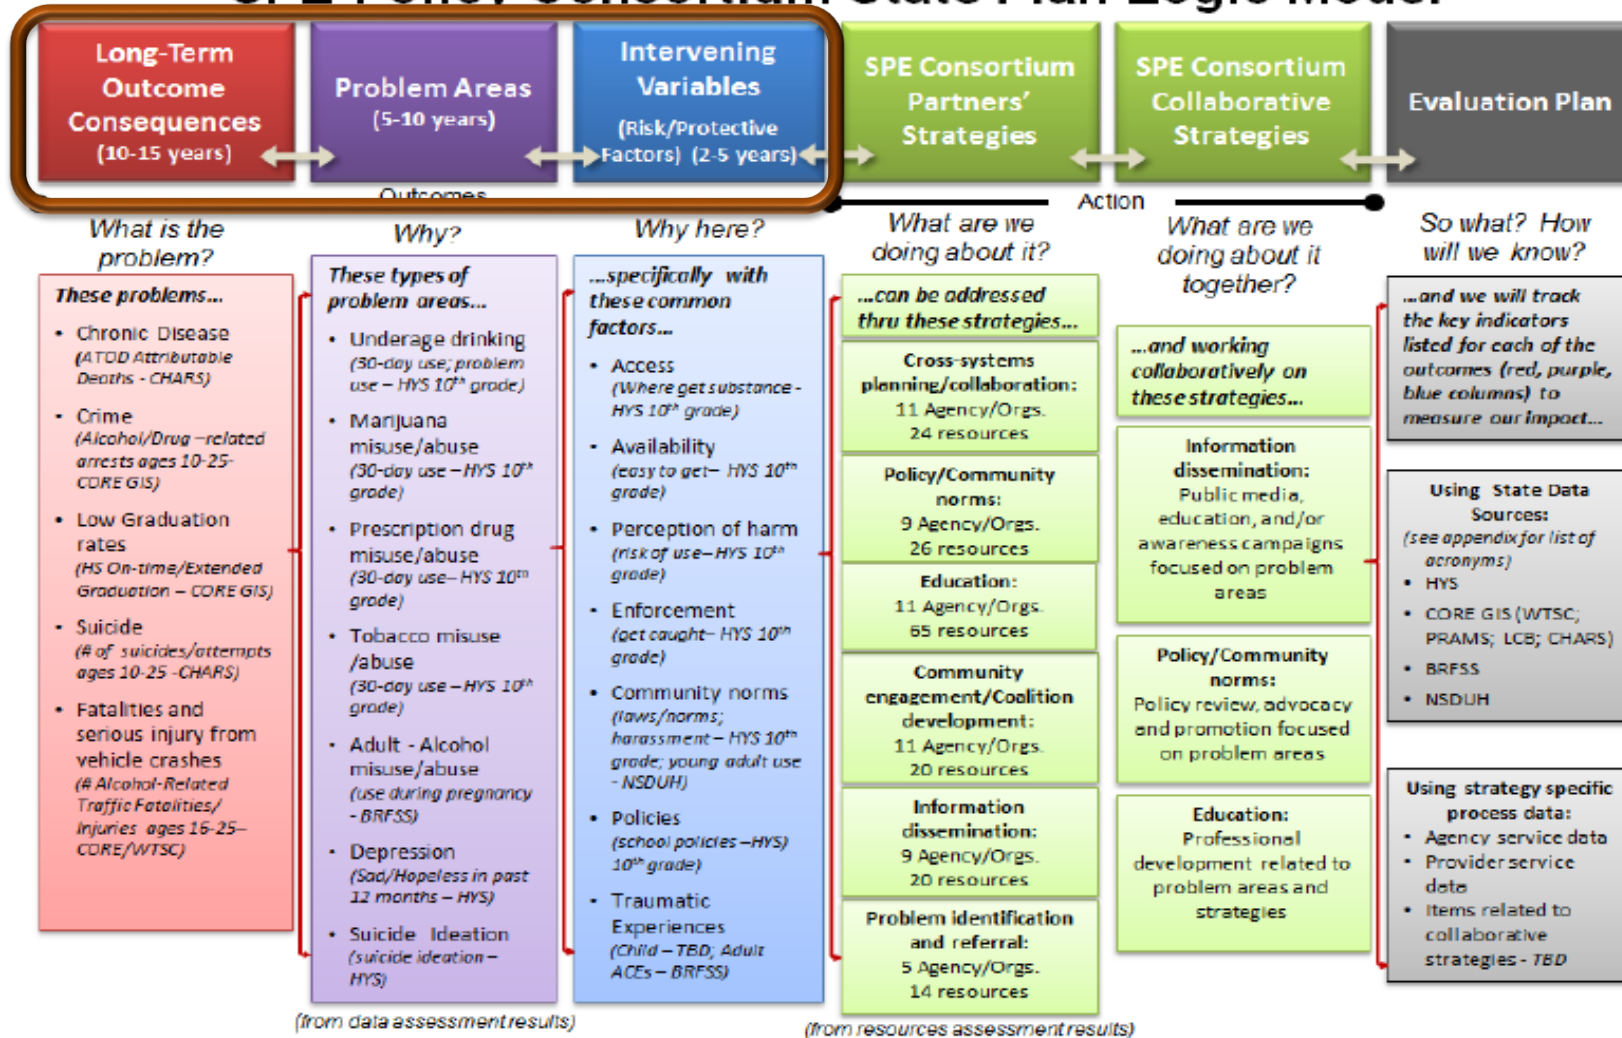 SPE Policy Consortium State Plan Logic Model
Long-Term
Outcome
Consequences
(10-15 years)
Problem Areas
(5-10 years)
Intervening
Variables
(Risk/Protective
Factors) (2-5 years)
SPE Consortium
Partners’
Strategies
SPE Consortium
Collaborative
Strategies
Evaluation Plan
Outcomes
Action
What is the
problem?
These problems...
• Chronic Disease
(ATOD Attributable
Deaths - CHARS)
• Crime
(Alcohol/Drug –related
arrests ages 10-25-
CORE GIS)
• Low Graduation
rates
(HS On-time/Extended
Graduation – CORE GIS)
• Suicide
(# of suicides/attempts
ages 10-25 -CHARS)
• Fatalities and
serious injury from
vehicle crashes
(# Alcohol-Related
Traffic Fatalities/
Injuries ages 16-25–
CORE/WTSC)
Why?
These types of
problem areas...
• Underage drinking
(30-day use; problem
use – HYS 10th grade)
• Marijuana
misuse/abuse
(30-day use – HYS 10th
grade)
• Prescription drug
misuse/abuse
(30-day use– HYS 10th
grade)
• Tobacco misuse
/abuse
(30-day use – HYS 10th
grade)
• Adult - Alcohol
misuse/abuse
(use during pregnancy
- BRFSS)
• Depression
(Sad/Hopeless in past
12 months – HYS)
• Suicide Ideation
(suicide ideation –
HYS)
(from data assessment results)
Why here?
...specifically with
these common
factors...
• Access
(Where get substance -
HYS 10th grade)
• Availability
(easy to get– HYS 10th
grade)
• Perception of harm
(risk of use– HYS 10th
grade)
• Enforcement
(get caught– HYS 10th
grade)
• Community norms
(laws/norms;
harassment – HYS 10th
grade; young adult use
- NSDUH)
• Policies
(school policies –HYS)
10th grade)
• Traumatic
Experiences
(Child – TBD; Adult
ACEs – BRFSS)
What are we
doing about it?
...can be addressed
thru these strategies...
Cross-systems
planning/collaboration:
11 Agency/Orgs.
24 resources
Policy/Community
norms:
9 Agency/Orgs.
26 resources
Education:
11 Agency/Orgs.
65 resources
Community
engagement/Coalition
development:
11 Agency/Orgs.
20 resources
Information
dissemination:
9 Agency/Orgs.
20 resources
Problem identification
and referral:
5 Agency/Orgs.
14 resources
(from resources assessment results)
What are we
doing about it
together?
...and working
collaboratively on
these strategies...
Information
dissemination:
Public media,
education, and/or
awareness campaigns
focused on problem
areas
Policy/Community
norms:
Policy review, advocacy
and promotion focused
on problem areas
Education:
Professional
development related to
problem areas and
strategies
So what? How
will we know?
...and we will track
the key indicators
listed for each of the
outcomes (red, purple,
blue columns) to
measure our impact...
Using State Data
Sources:
(see appendix for list of
acronyms)
• HYS
• CORE GIS (WTSC;
PRAMS; LCB; CHARS)
• BRFSS
• NSDUH
Using strategy specific
process data:
• Agency service data
• Provider service
data
• Items related to
collaborative
strategies - TBD